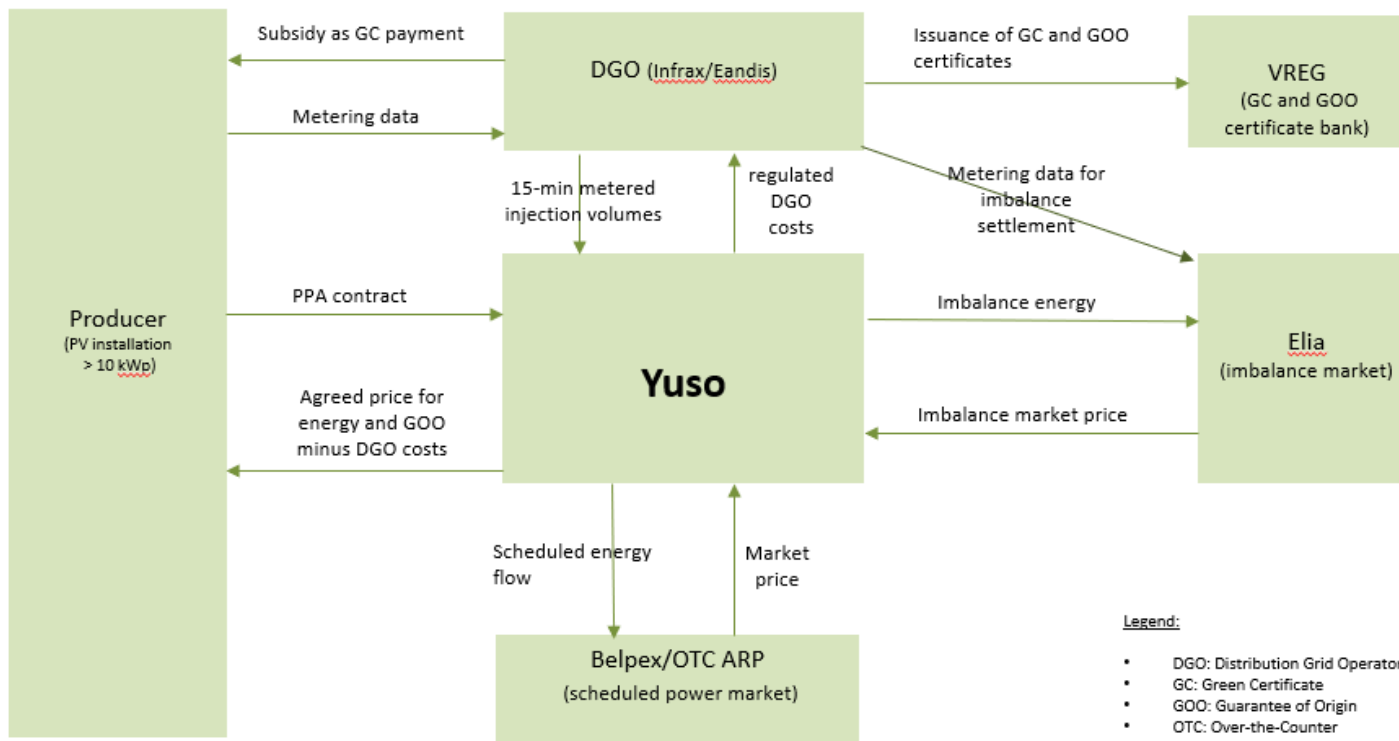 Subsidy as GC payment
DGO (Infrax/Eandis)
Issuance of GC and GOO
certificates
VREG
(GC and GOO
certificate bank)
Metering data
15-min metered
injection volumes
regulated
DGO
costs
Metering data for
imbalance
settlement
Producer
(PV installation
> 10 kWp)
PPA contract
Yuso
Imbalance energy
Elia
(imbalance market)
Agreed price for
energy and GOO
minus DGO costs
Imbalance market price
Scheduled energy
flow
Market
price
Belpex/OTC ARP
(scheduled power market)
Legend:
• DGO: Distribution Grid Operator
• GC: Green Certificate
• GOO: Guarantee of Origin
• OTC: Over-the-Counter